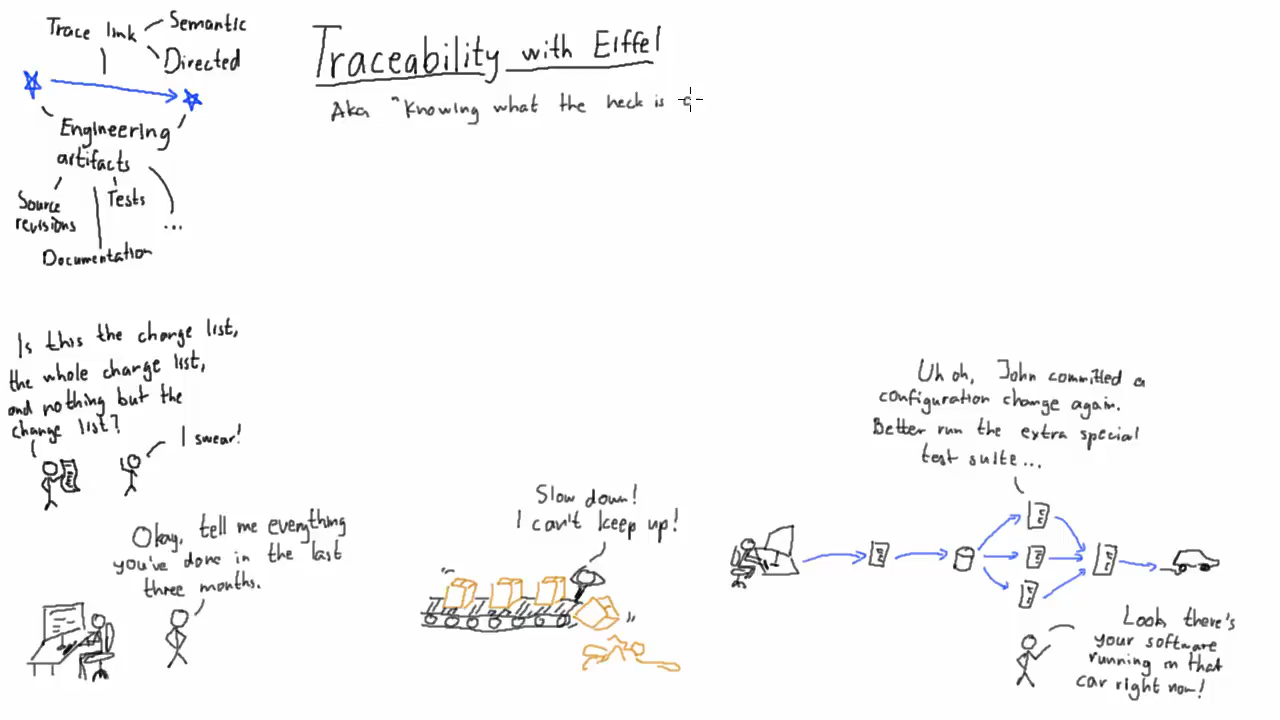 Trace link
Semantic
Directed
Engineering
artifacts
Source
revisions
Tests
...
Documentation
Traceability with Eiffel
Aka "Knowing what the heck is
Is this the change list,
the whole change list,
and nothing but the
change list?
I swear!
Okay, tell me everything
you've done in the last
three months.
Slow down!
I can't keep up!
Uh oh, John committed a
configuration change again.
Better run the extra special
test suite...
Look, there's
your software
running in that
car right now!